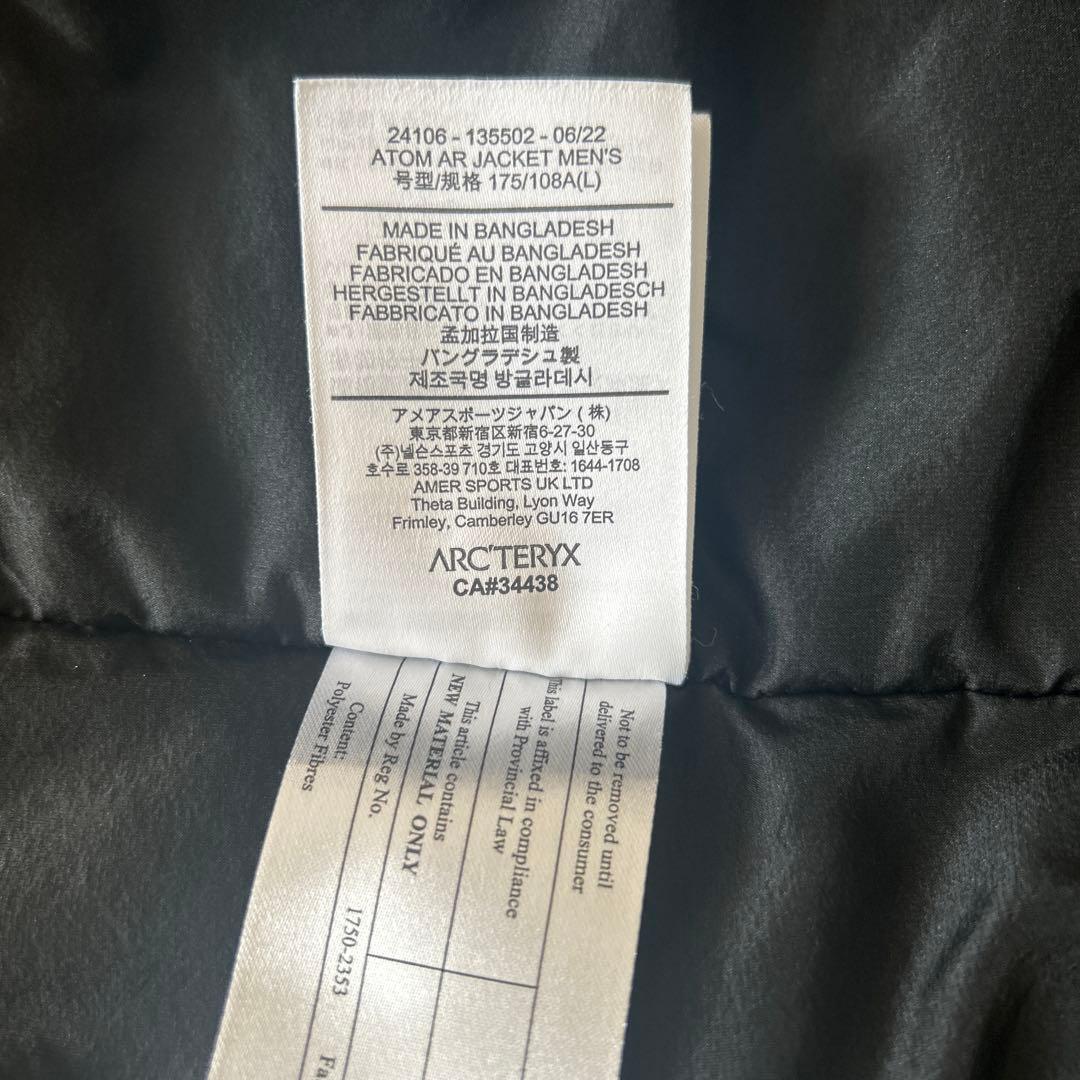 24106 - 135502 - 06/22
ATOM AR JACKET MEN'S
号型/规格 175/108A(L)
MADE IN BANGLADESH
FABRIQUÉ AU BANGLADESH
FABRICADO EN BANGLADESH
HERGESTELLT IN BANGLADESCH
FABBRICATO IN BANGLADESH
孟加拉国制造
バングラデシュ製
제조국명 방글라데시
アメアスポーツジャパン ( 株)
東京都新宿区新宿6-27-30
(주)넬슨스포츠 경기도 고양시 일산동구
호수로 358-39 710호 대표번호: 1644-1708
AMER SPORTS UK LTD
Theta Building, Lyon Way
Frimley, Camberley GU16 7ER
ARC'TERYX
CA#34438
Not to be removed until
delivered to the consumer
This label is affixed in compliance
with Provincial Law
This article contains
NEW MATERIAL ONLY
Made by Reg No. 1750-2353
Content:
Polyester Fibres
Fa